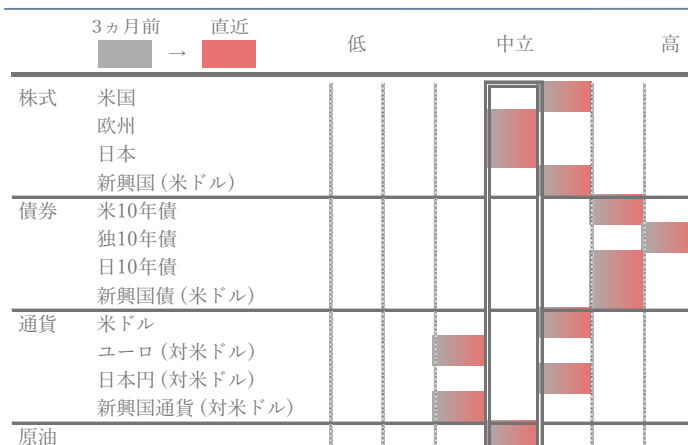 3ヵ月前 → 直近 低 中立 高
株式 米国
欧州
日本
新興国(米ドル)
債券 米10年債
独10年債
日10年債
新興国債(米ドル)
通貨 米ドル
ユーロ(対米ドル)
日本円(対米ドル)
新興国通貨(対米ドル)
原油